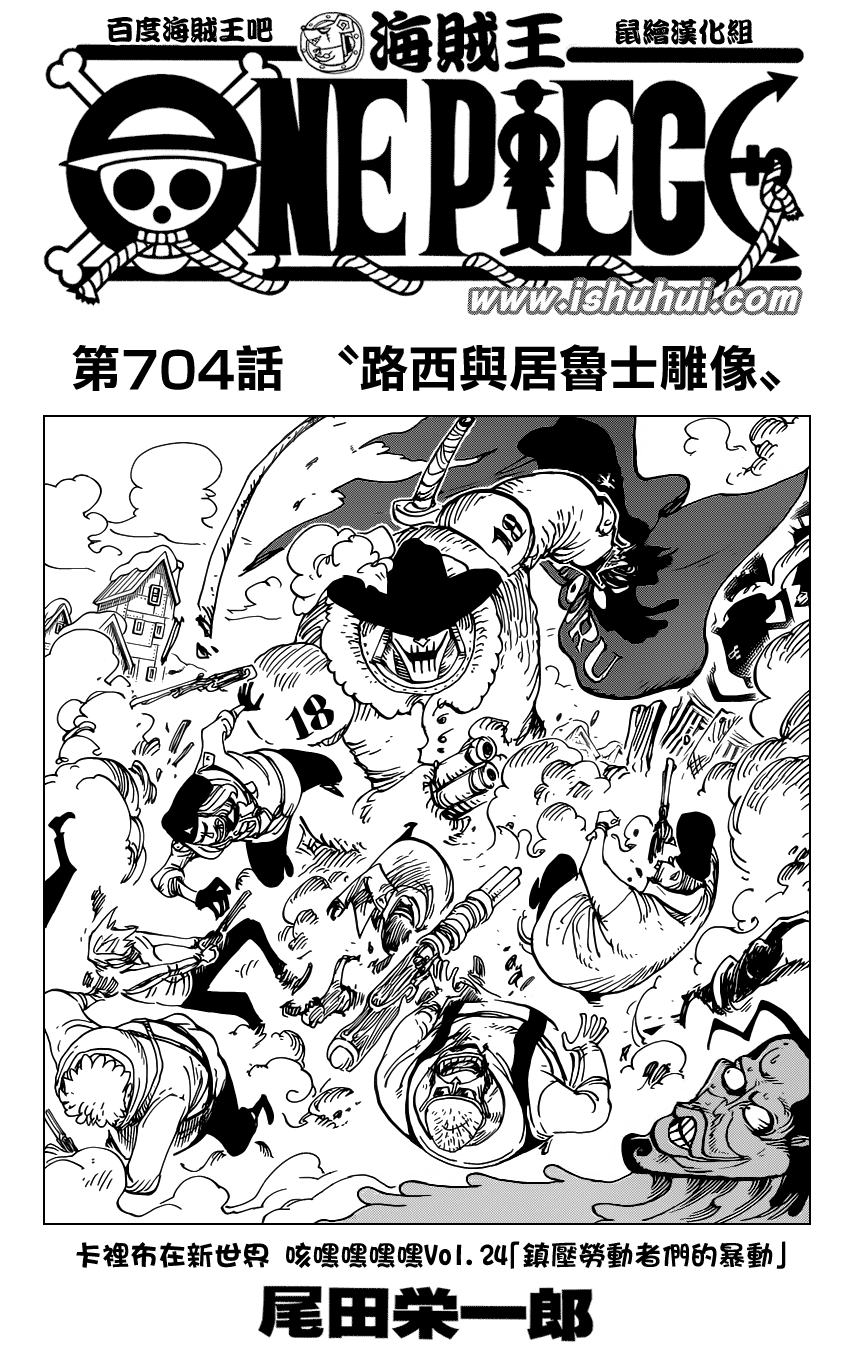 百度海賊王吧 海賊王 鼠繪漢化組
ONE PIECE
www.ishuhui.com
第704話 〝路西與居魯士雕像〟
18
18
ORU
卡裡布在新世界 咳嘿嘿嘿嘿Vol.24「鎮壓勞動者們的暴動」
尾田栄一郎